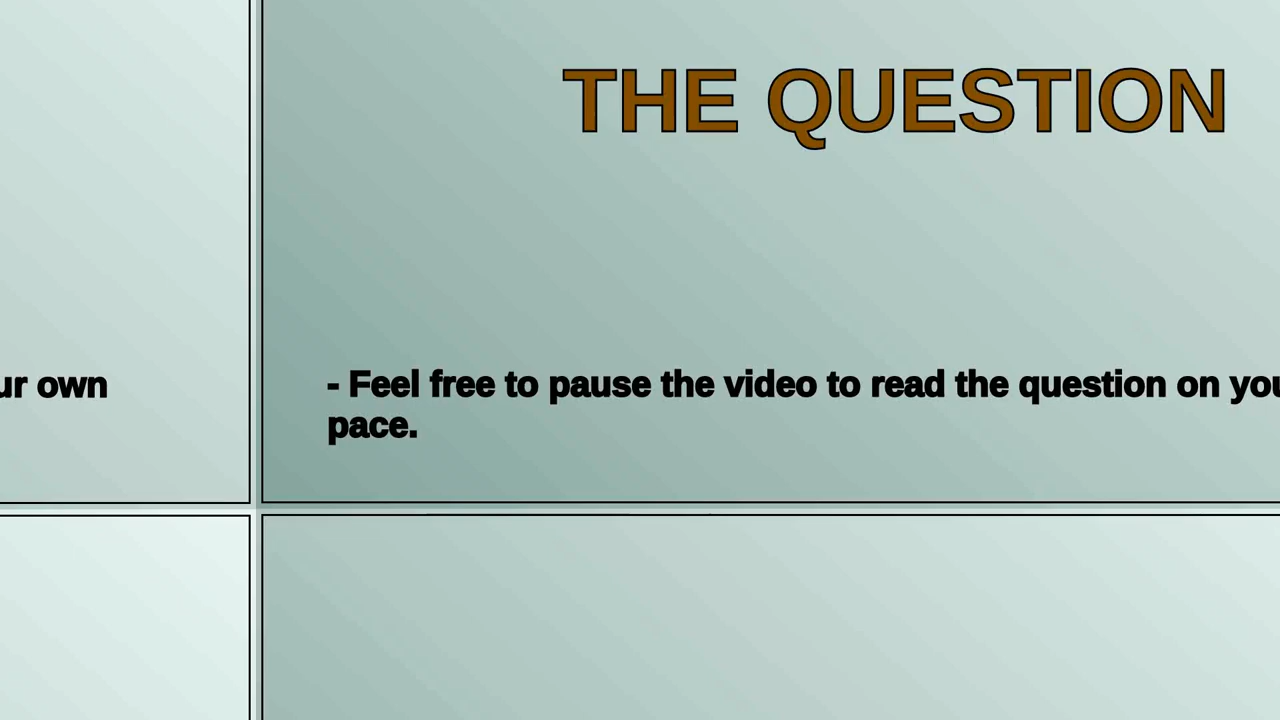 THE QUESTION
ur own
- Feel free to pause the video to read the question on you
pace.